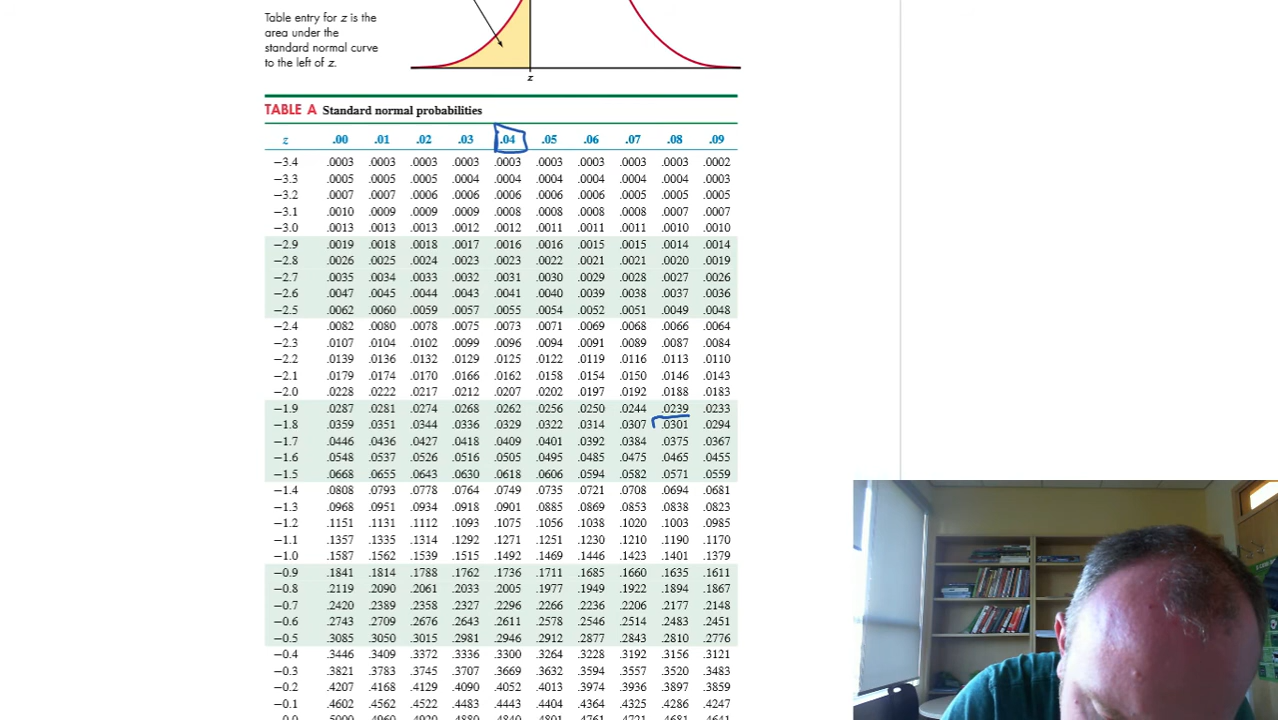 Table entry for z is the
area under the
standard normal curve
to the left of z.
z
TABLE A Standard normal probabilities
z .00 .01 .02 .03 .04 .05 .06 .07 .08 .09
−3.4 .0003 .0003 .0003 .0003 .0003 .0003 .0003 .0003 .0003 .0002
−3.3 .0005 .0005 .0005 .0004 .0004 .0004 .0004 .0004 .0004 .0003
−3.2 .0007 .0007 .0006 .0006 .0006 .0006 .0006 .0005 .0005 .0005
−3.1 .0010 .0009 .0009 .0009 .0008 .0008 .0008 .0008 .0007 .0007
−3.0 .0013 .0013 .0013 .0012 .0012 .0011 .0011 .0011 .0010 .0010
−2.9 .0019 .0018 .0018 .0017 .0016 .0016 .0015 .0015 .0014 .0014
−2.8 .0026 .0025 .0024 .0023 .0023 .0022 .0021 .0021 .0020 .0019
−2.7 .0035 .0034 .0033 .0032 .0031 .0030 .0029 .0028 .0027 .0026
−2.6 .0047 .0045 .0044 .0043 .0041 .0040 .0039 .0038 .0037 .0036
−2.5 .0062 .0060 .0059 .0057 .0055 .0054 .0052 .0051 .0049 .0048
−2.4 .0082 .0080 .0078 .0075 .0073 .0071 .0069 .0068 .0066 .0064
−2.3 .0107 .0104 .0102 .0099 .0096 .0094 .0091 .0089 .0087 .0084
−2.2 .0139 .0136 .0132 .0129 .0125 .0122 .0119 .0116 .0113 .0110
−2.1 .0179 .0174 .0170 .0166 .0162 .0158 .0154 .0150 .0146 .0143
−2.0 .0228 .0222 .0217 .0212 .0207 .0202 .0197 .0192 .0188 .0183
−1.9 .0287 .0281 .0274 .0268 .0262 .0256 .0250 .0244 .0239 .0233
−1.8 .0359 .0351 .0344 .0336 .0329 .0322 .0314 .0307 .0301 .0294
−1.7 .0446 .0436 .0427 .0418 .0409 .0401 .0392 .0384 .0375 .0367
−1.6 .0548 .0537 .0526 .0516 .0505 .0495 .0485 .0475 .0465 .0455
−1.5 .0668 .0655 .0643 .0630 .0618 .0606 .0594 .0582 .0571 .0559
−1.4 .0808 .0793 .0778 .0764 .0749 .0735 .0721 .0708 .0694 .0681
−1.3 .0968 .0951 .0934 .0918 .0901 .0885 .0869 .0853 .0838 .0823
−1.2 .1151 .1131 .1112 .1093 .1075 .1056 .1038 .1020 .1003 .0985
−1.1 .1357 .1335 .1314 .1292 .1271 .1251 .1230 .1210 .1190 .1170
−1.0 .1587 .1562 .1539 .1515 .1492 .1469 .1446 .1423 .1401 .1379
−0.9 .1841 .1814 .1788 .1762 .1736 .1711 .1685 .1660 .1635 .1611
−0.8 .2119 .2090 .2061 .2033 .2005 .1977 .1949 .1922 .1894 .1867
−0.7 .2420 .2389 .2358 .2327 .2296 .2266 .2236 .2206 .2177 .2148
−0.6 .2743 .2709 .2676 .2643 .2611 .2578 .2546 .2514 .2483 .2451
−0.5 .3085 .3050 .3015 .2981 .2946 .2912 .2877 .2843 .2810 .2776
−0.4 .3446 .3409 .3372 .3336 .3300 .3264 .3228 .3192 .3156 .3121
−0.3 .3821 .3783 .3745 .3707 .3669 .3632 .3594 .3557 .3520 .3483
−0.2 .4207 .4168 .4129 .4090 .4052 .4013 .3974 .3936 .3897 .3859
−0.1 .4602 .4562 .4522 .4483 .4443 .4404 .4364 .4325 .4286 .4247